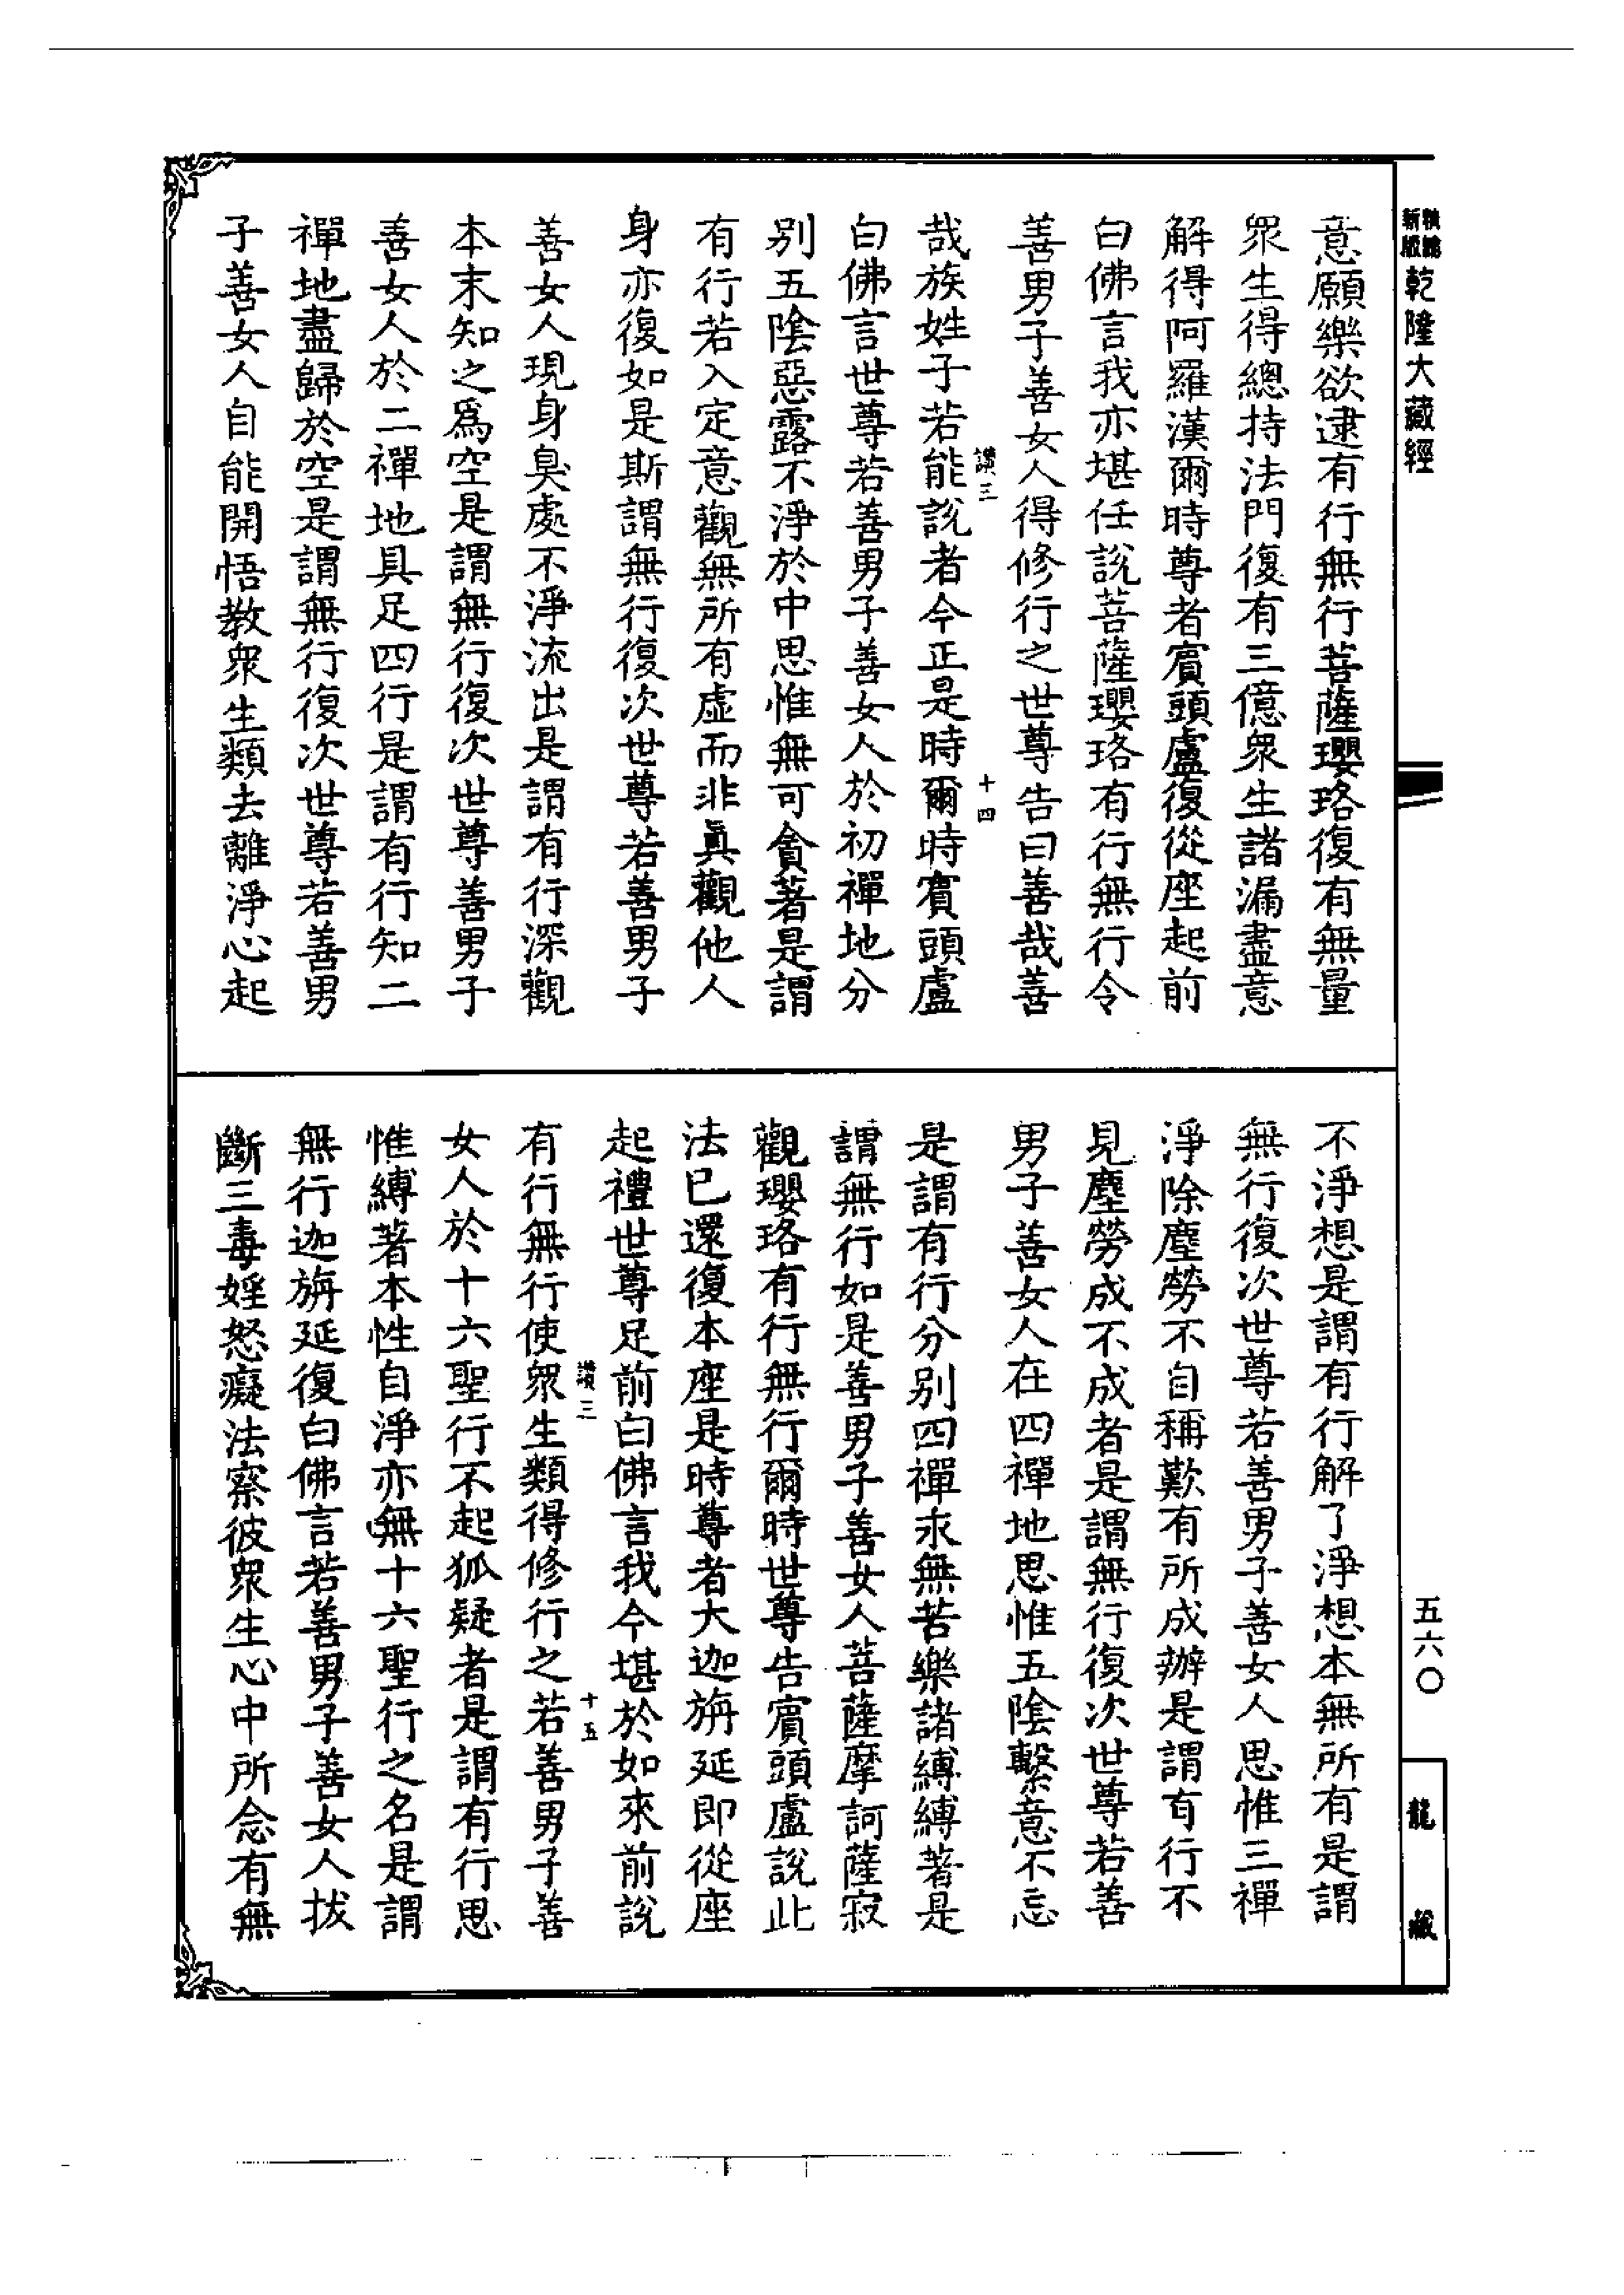 新版
乾隆大藏經
意願樂欲逮有行無行菩薩瓔珞復有無量
眾生得總持法門復有三億眾生諸漏盡意
解得阿羅漢爾時尊者賓頭盧復從座起前
白佛言我亦堪任說菩薩瓔珞有行無行令
善男子善女人得修行之世尊告曰善哉善
讚三
十四
哉族姓子若能說者今正是時爾時賓頭盧
白佛言世尊若善男子善女人於初禪地分
別五陰惡露不淨於中思惟無可貪著是謂
有行若入定意觀無所有虛而非真觀他人
身亦復如是斯謂無行復次世尊若善男子
善女人現身臭處不淨流出是謂有行深觀
本末知之為空是謂無行復次世尊善男子
善女人於二禪地具足四行是謂有行知二
禪地盡歸於空是謂無行復次世尊若善男
子善女人自能開悟教眾生類去離淨心起
不淨想是謂有行解了淨想本無所有是謂
無行復次世尊若善男子善女人思惟三禪
淨除塵勞不自稱歎有所成辦是謂有行不
見塵勞成不成者是謂無行復次世尊若善
男子善女人在四禪地思惟五陰繫意不忘
是謂有行分別四禪求無苦樂諸縛縛著是
謂無行如是善男子善女人菩薩摩訶薩寂
觀瓔珞有行無行爾時世尊告賓頭盧說此
法已還復本座是時尊者大迦旃延即從座
起禮世尊足前白佛言我今堪於如來前說
讚三
十五
有行無行使眾生類得修行之若善男子善
女人於十六聖行不起狐疑者是謂有行思
惟縛著本性自淨亦無十六聖行之名是謂
無行迦旃延復白佛言若善男子善女人拔
斷三毒婬怒癡法察彼眾生心中所念有無
五六〇
龍藏